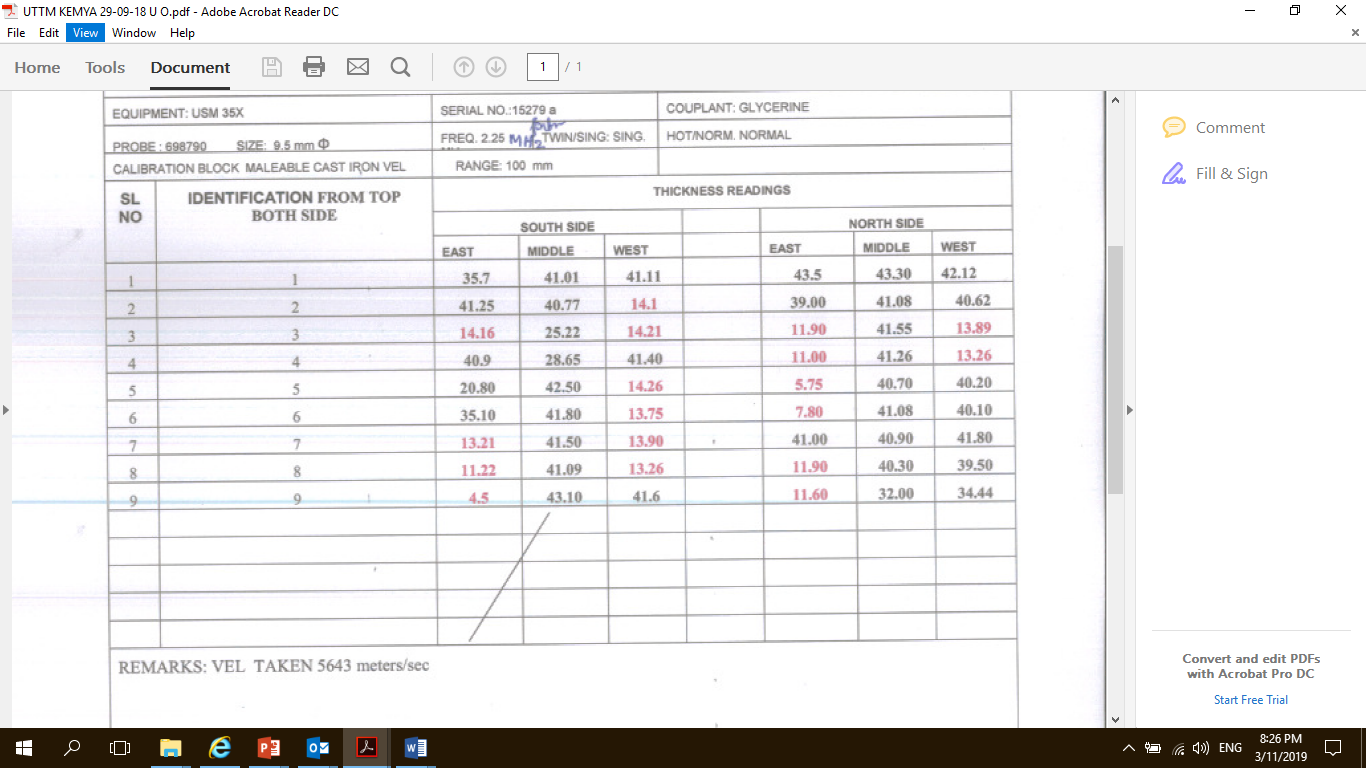 UTTM KEMYA 29-09-18 U O.pdf - Adobe Acrobat Reader DC
File Edit View Window Help
Home Tools Document 1 / 1
EQUIPMENT: USM 35X SERIAL NO.:15279 a COUPLANT: GLYCERINE
PROBE : 698790 SIZE: 9.5 mm Φ FREQ. 2.25 MHz TWIN/SING: SING. HOT/NORM. NORMAL
CALIBRATION BLOCK MALEABLE CAST IRON VEL RANGE: 100 mm
SL NO IDENTIFICATION FROM TOP BOTH SIDE THICKNESS READINGS
SOUTH SIDE NORTH SIDE
EAST MIDDLE WEST EAST MIDDLE WEST
1 1 35.7 41.01 41.11 43.5 43.30 42.12
2 2 41.25 40.77 14.1 39.00 41.08 40.62
3 3 14.16 25.22 14.21 11.90 41.55 13.89
4 4 40.9 28.65 41.40 11.00 41.26 13.26
5 5 20.80 42.50 14.26 5.75 40.70 40.20
6 6 35.10 41.80 13.75 7.80 41.08 40.10
7 7 13.21 41.50 13.90 41.00 40.90 41.80
8 8 11.22 41.09 13.26 11.90 40.30 39.50
9 9 4.5 43.10 41.6 11.60 32.00 34.44
REMARKS: VEL TAKEN 5643 meters/sec
Comment
Fill & Sign
Convert and edit PDFs
with Acrobat Pro DC
Start Free Trial
ENG
8:26 PM
3/11/2019